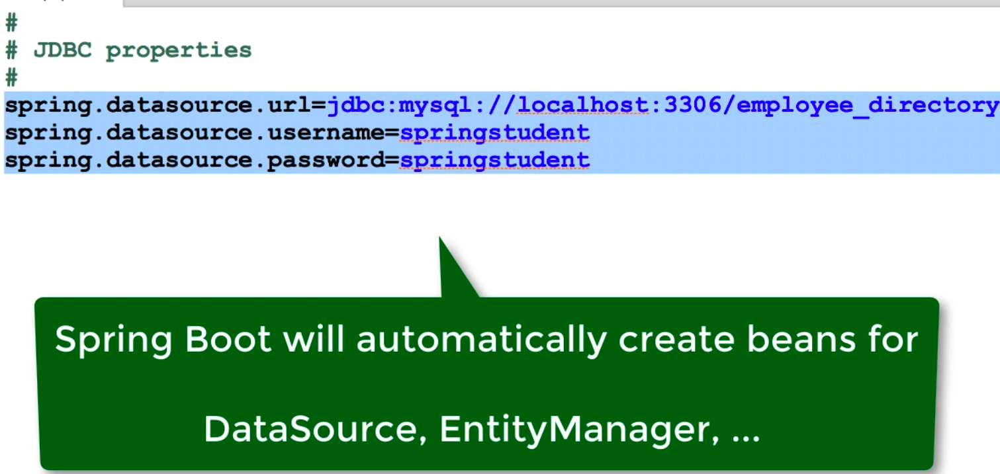 #
# JDBC properties
#
spring.datasource.url=jdbc:mysql://localhost:3306/employee_directory
spring.datasource.username=springstudent
spring.datasource.password=springstudent
Spring Boot will automatically create beans for
DataSource, EntityManager, ...